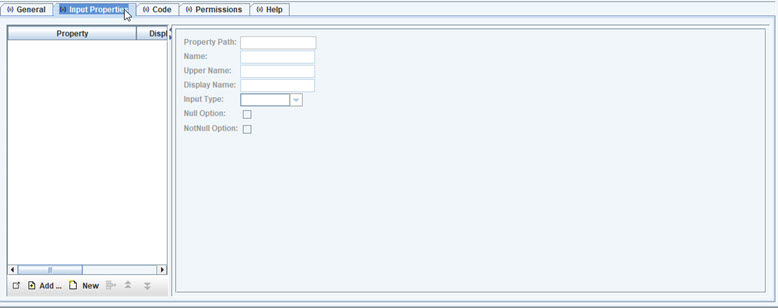 General Input Properties Code Permissions Help
Property Displ
Property Path:
Name:
Upper Name:
Display Name:
Input Type:
Null Option:
NotNull Option:
Add ... New